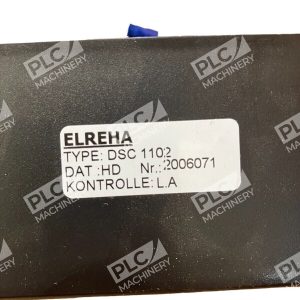 ELREHA
TYPE: DSC 1102
DAT :HD Nr.:2006071
KONTROLLE: L.A
PLC
MACHINERY
PLC
MACHINERY
PLC
MACHINERY
PLC
MACHINERY
PLC
MACHINERY